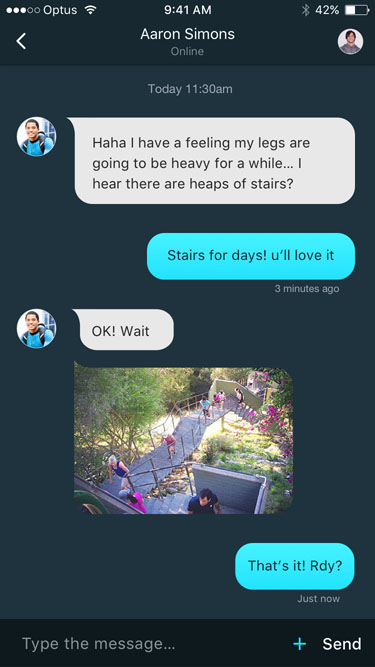 Optus 9:41 AM 42%
Aaron Simons
Online
Today 11:30am
Haha I have a feeling my legs are
going to be heavy for a while... I
hear there are heaps of stairs?
Stairs for days! u'll love it
3 minutes ago
OK! Wait
That's it! Rdy?
Just now
Type the message... + Send